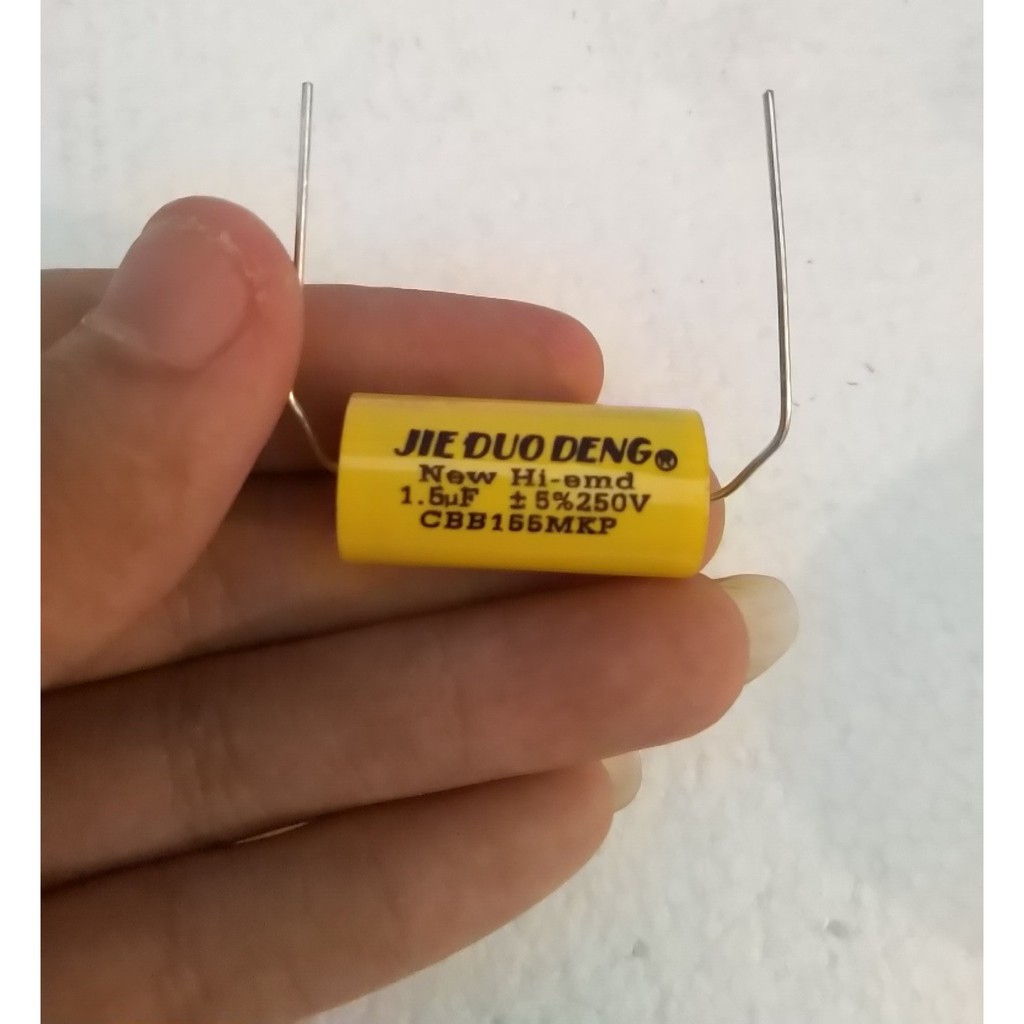 JIE DUO DENG®
New Hi-emd
1.5µF ±5%250V
CBB155MKP